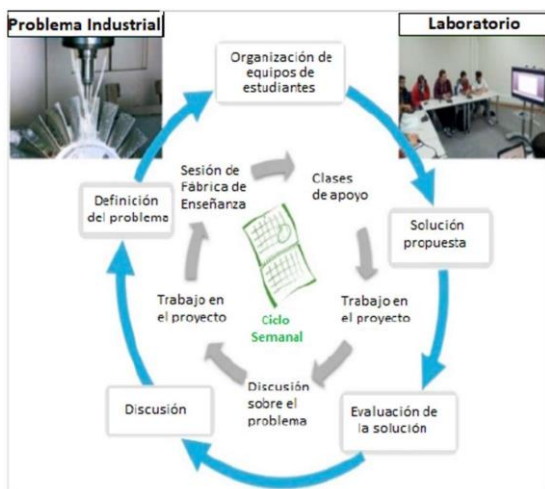 Problema Industrial
Laboratorio
Organización de
equipos de
estudiantes
Sesión de
Fábrica de
Enseñanza
Clases
de apoyo
Definición
del problema
Solución
propuesta
Trabajo en
el proyecto
Ciclo
Semanal
Trabajo en
el proyecto
Discusión
Discusión
sobre el
problema
Evaluación de
la solución